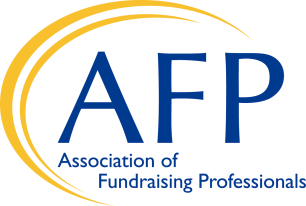 AFP
Association of
Fundraising Professionals